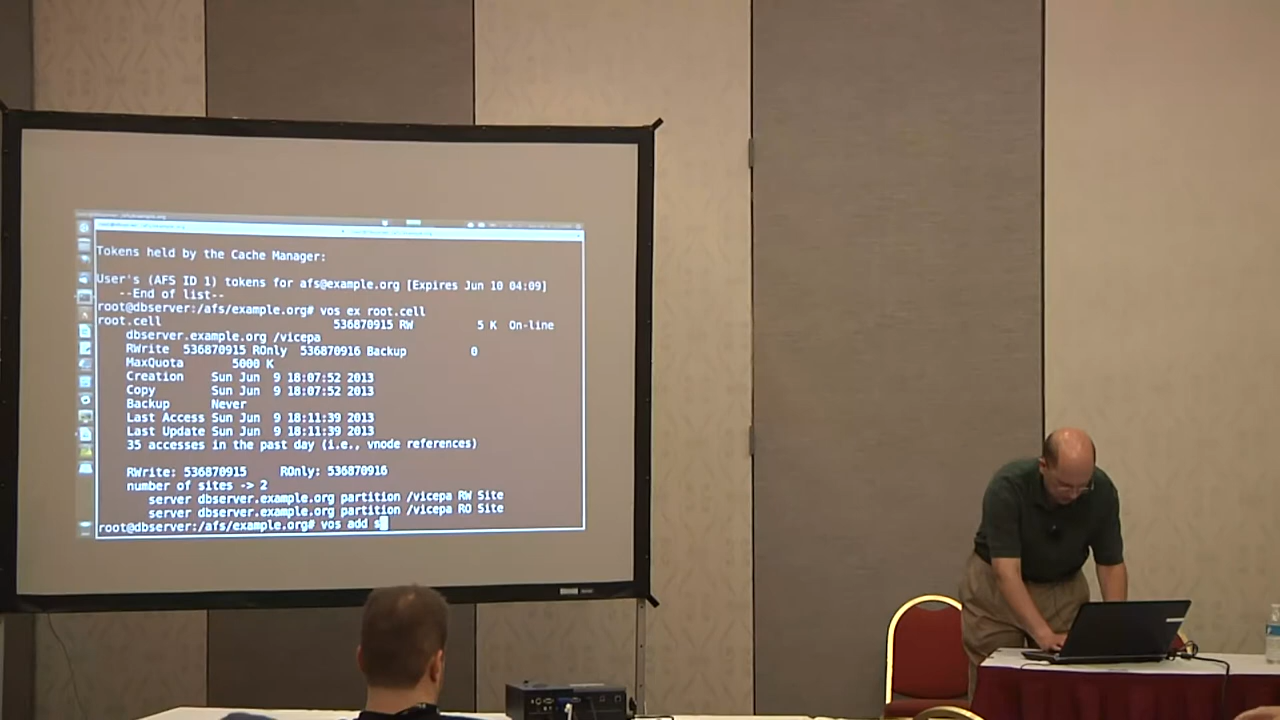 Tokens held by the Cache Manager:
User's (AFS ID 1) tokens for afs@example.org [Expires Jun 10 04:09]
--End of list--
root@dbserver:/afs/example.org# vos ex root.cell
root.cell 536870915 RW 5 K On-line
dbserver.example.org /vicepa
RWrite 536870915 ROnly 536870916 Backup 0
MaxQuota 5000 K
Creation Sun Jun 9 18:07:52 2013
Copy Sun Jun 9 18:07:52 2013
Backup Never
Last Access Sun Jun 9 18:11:39 2013
Last Update Sun Jun 9 18:11:39 2013
35 accesses in the past day (i.e., vnode references)
RWrite: 536870915 ROnly: 536870916
number of sites -> 2
server dbserver.example.org partition /vicepa RW Site
server dbserver.example.org partition /vicepa RO Site
root@dbserver:/afs/example.org# vos add s